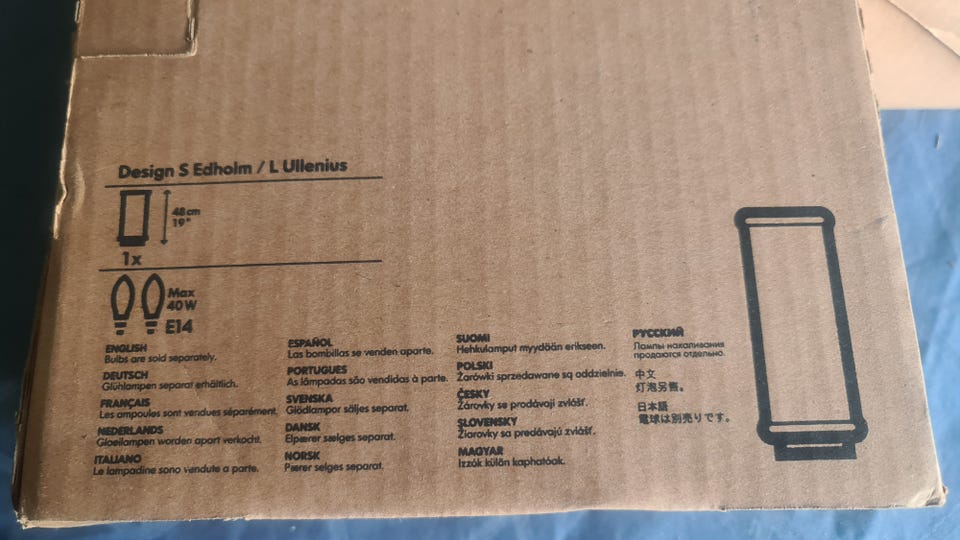 Design S Edholm / L Ullenius
48 cm
19"
1x
Max
40W
E14
ENGLISH
Bulbs are sold separately.
DEUTSCH
Glühlampen separat erhältlich.
FRANÇAIS
Les ampoules sont vendues séparément.
NEDERLANDS
Gloeilampen worden apart verkocht.
ITALIANO
Le lampadine sono vendute a parte.
ESPAÑOL
Las bombillas se venden aparte.
PORTUGUES
As lâmpadas são vendidas à parte.
SVENSKA
Glödlampor säljes separat.
DANSK
Elpærer sælges separat.
NORSK
Pærer selges separat.
SUOMI
Hehkulamput myydään erikseen.
POLSKI
Żarówki sprzedawane są oddzielnie.
ČESKY
Žárovky se prodávají zvlášť.
SLOVENSKY
Žiarovky sa predávajú zvlášť.
MAGYAR
Izzók külön kaphatóak.
РУССКИЙ
Лампы накаливания
продаются отдельно.
中文
灯泡另售。
日本語
電球は別売りです。